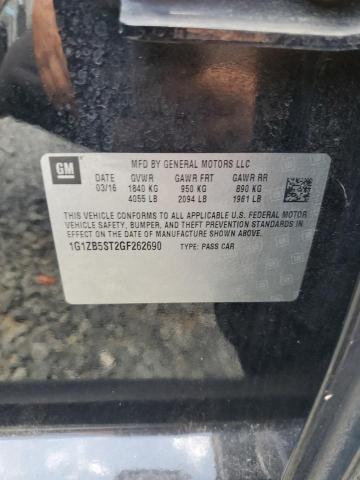 GM
MFD BY GENERAL MOTORS LLC
DATE GVWR GAWR FRT GAWR RR
03/16 1840 KG 950 KG 890 KG
4055 LB 2094 LB 1961 LB
THIS VEHICLE CONFORMS TO ALL APPLICABLE U.S. FEDERAL MOTOR
VEHICLE SAFETY, BUMPER, AND THEFT PREVENTION STANDARDS
IN EFFECT ON THE DATE OF MANUFACTURE SHOWN ABOVE.
1G1ZB5ST2GF262690 TYPE: PASS CAR